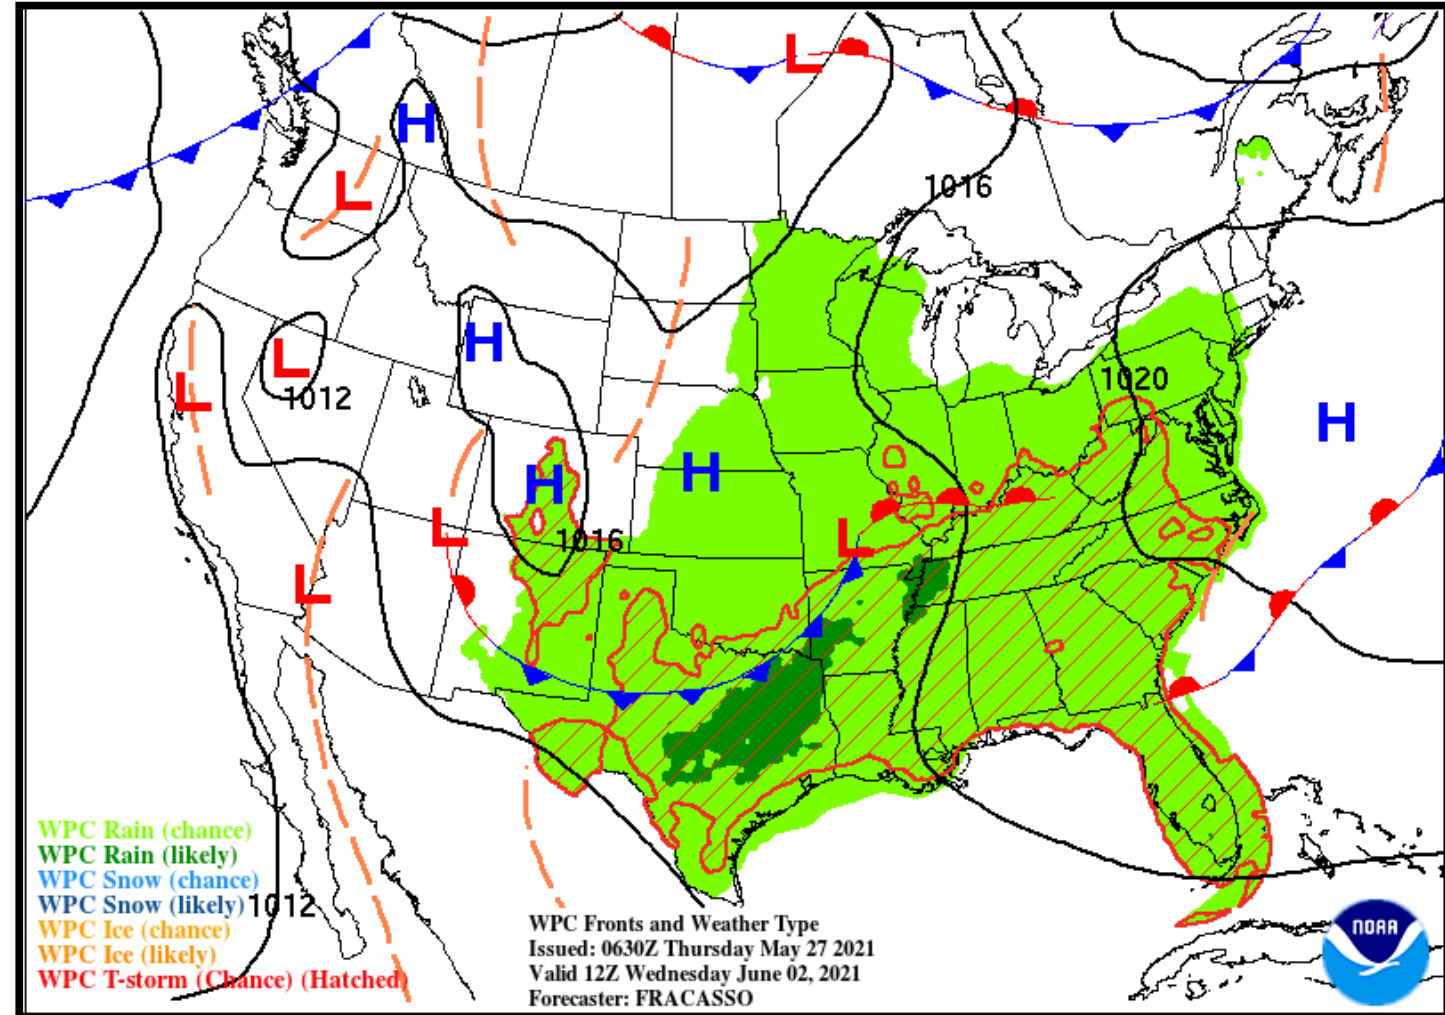 L
H
L
1016
H
L
1012
L
1020
H
H
H
L
1016
L
L
WPC Rain (chance)
WPC Rain (likely)
WPC Snow (chance)
WPC Snow (likely)
1012
WPC Ice (chance)
WPC Ice (likely)
WPC T-storm (Chance) (Hatched)
WPC Fronts and Weather Type
Issued: 0630Z Thursday May 27 2021
Valid 12Z Wednesday June 02, 2021
Forecaster: FRACASSO
NOAA